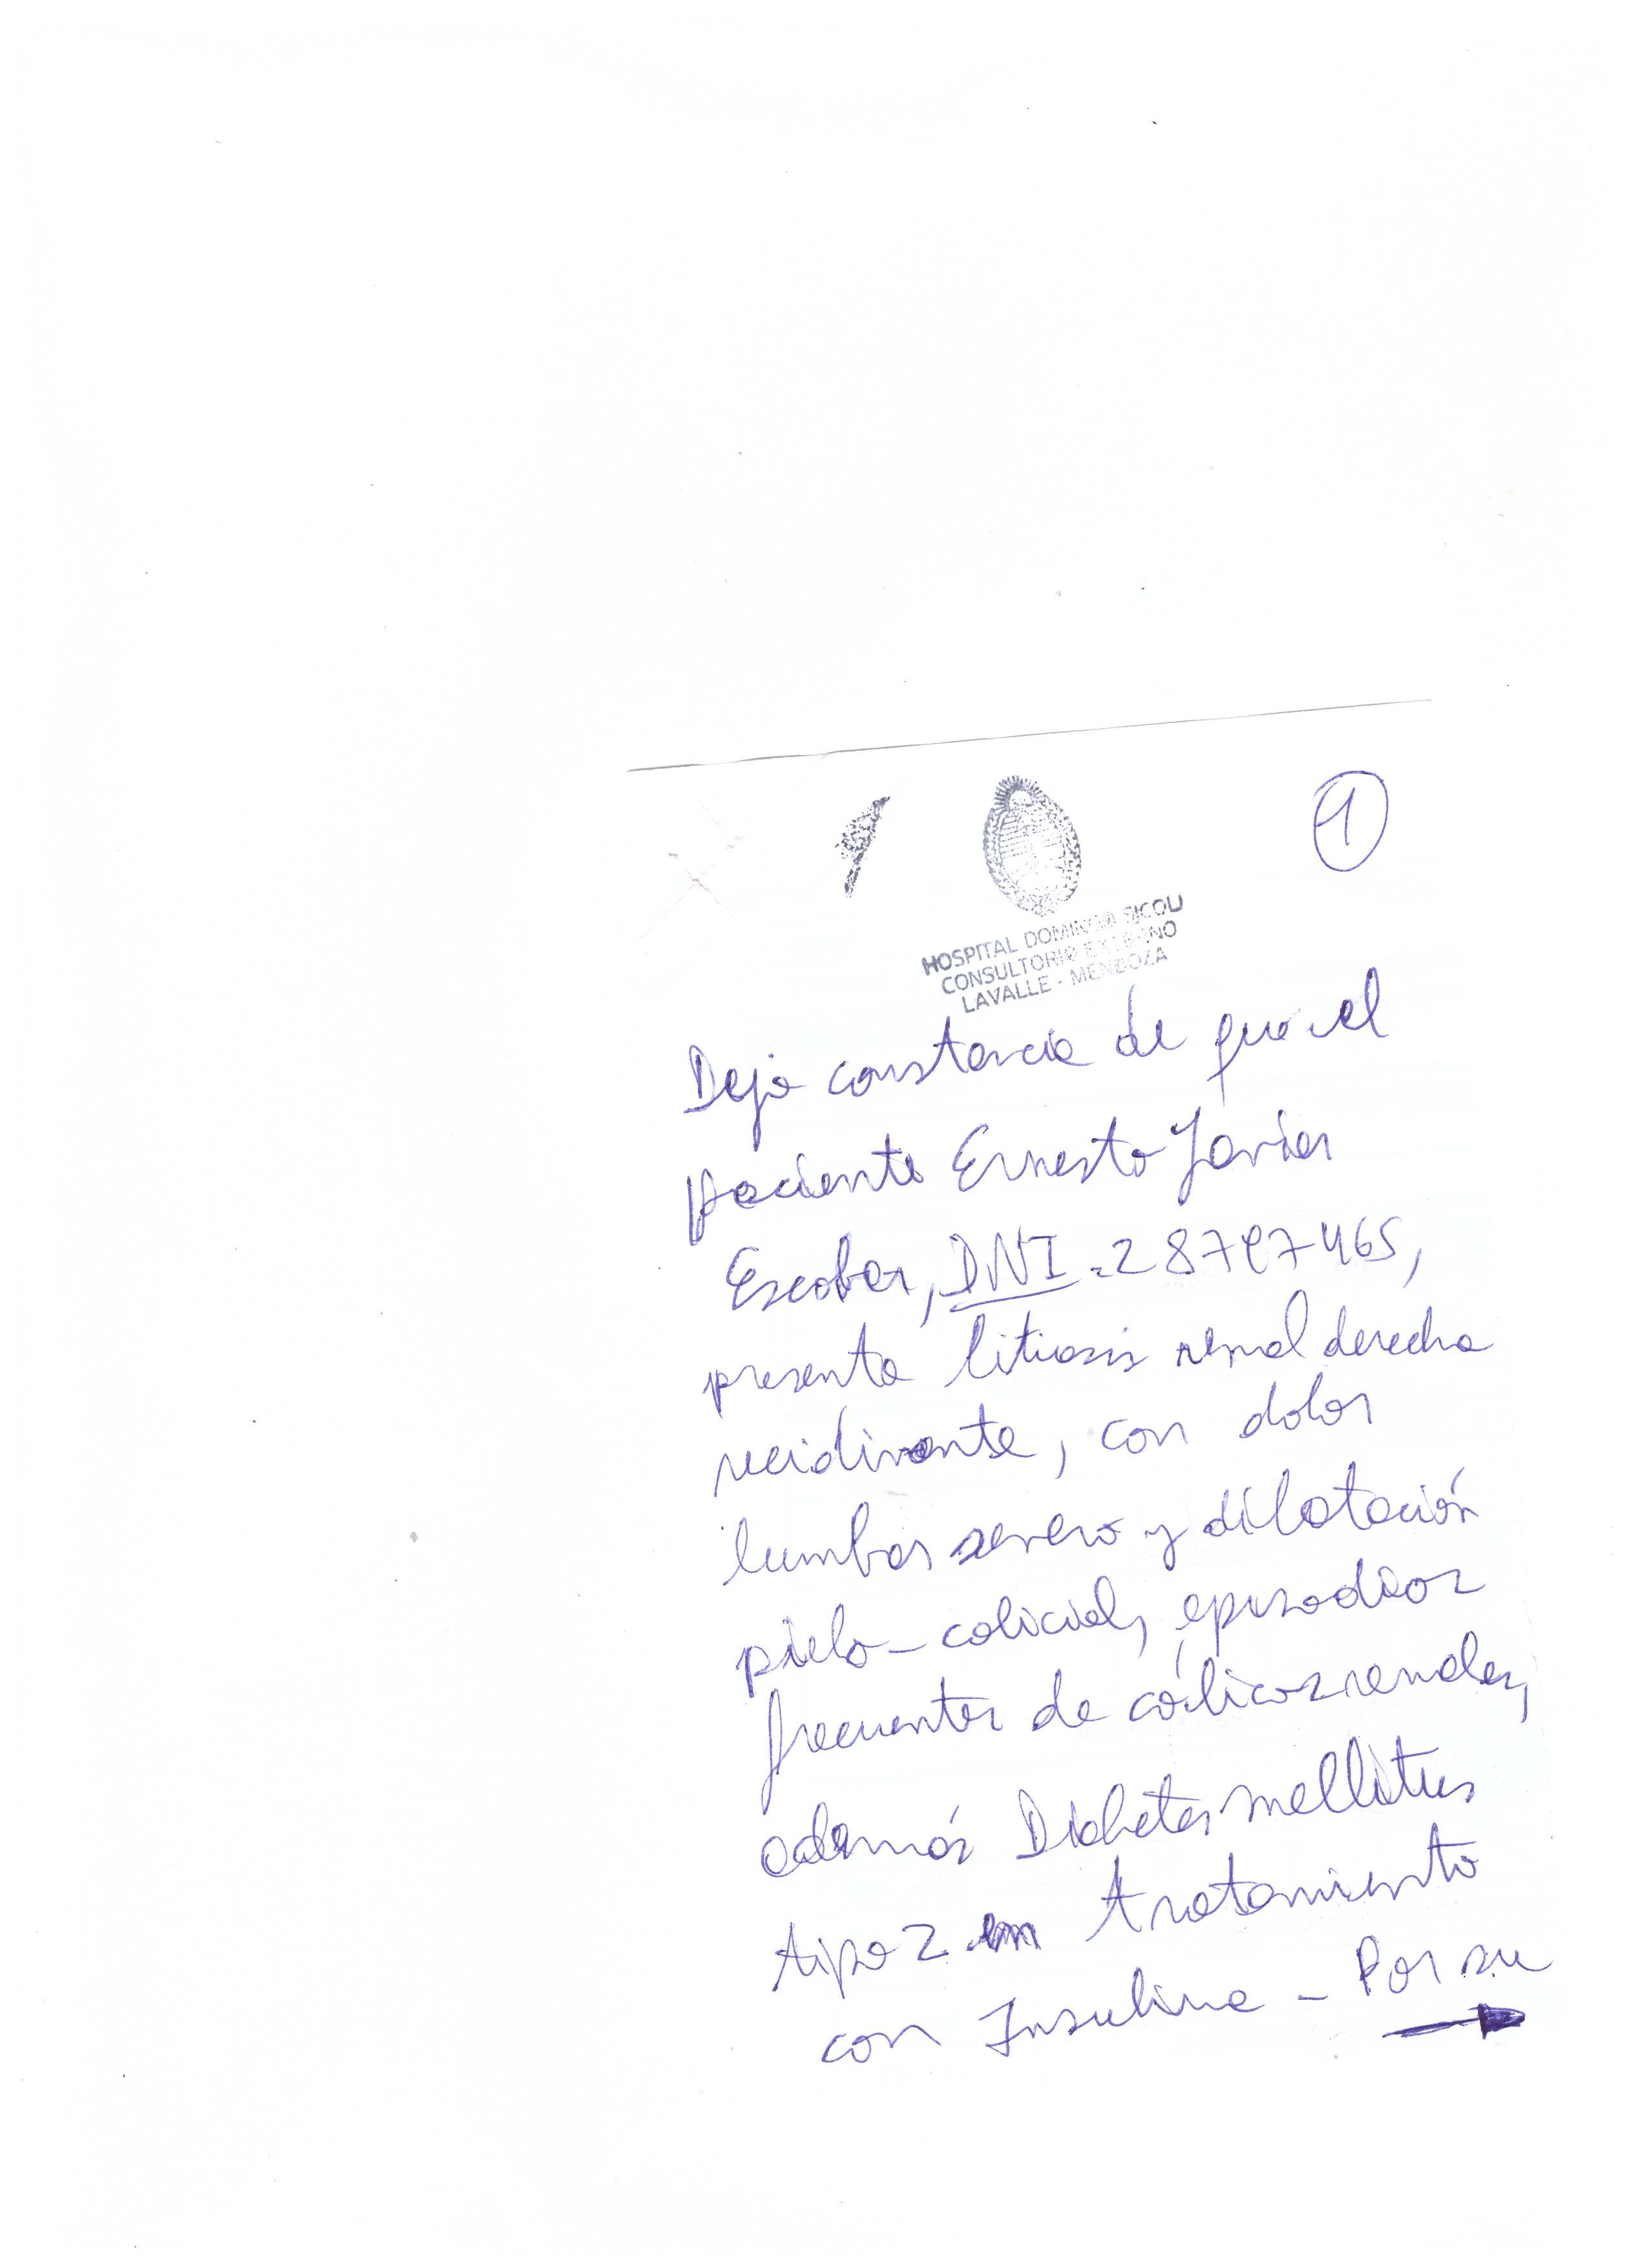 1
HOSPITAL DOMINGO SICOLI
CONSULTORIO EXTERNO
LAVALLE - MENDOZA
Dejo constancia de que el
paciente Ernesto Javier
Escobar, DNI: 28797465,
presenta litiasis renal derecha
recidivante, con dolor
lumbar severo y dilatación
pielo-calicial, episodios
frecuentes de cólicos renales,
además Diabetes mellitus
tipo 2 en tratamiento
con Insulina - Por su